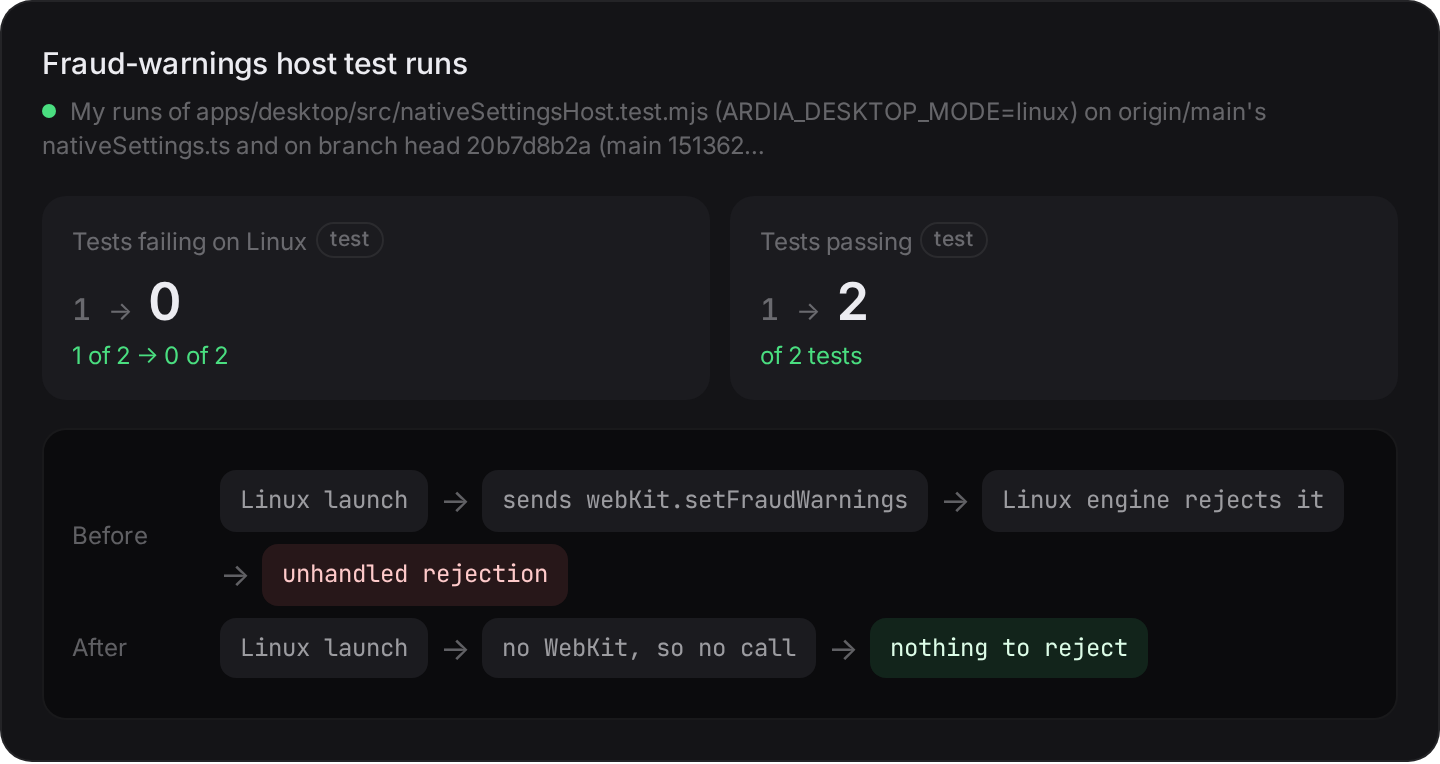 Fraud-warnings host test runs
My runs of apps/desktop/src/nativeSettingsHost.test.mjs (ARDIA_DESKTOP_MODE=linux) on origin/main's
nativeSettings.ts and on branch head 20b7d8b2a (main 151362…
Tests failing on Linux test
1 → 0
1 of 2 → 0 of 2
Tests passing test
1 → 2
of 2 tests
Before
Linux launch → sends webKit.setFraudWarnings → Linux engine rejects it
→ unhandled rejection
After
Linux launch → no WebKit, so no call → nothing to reject